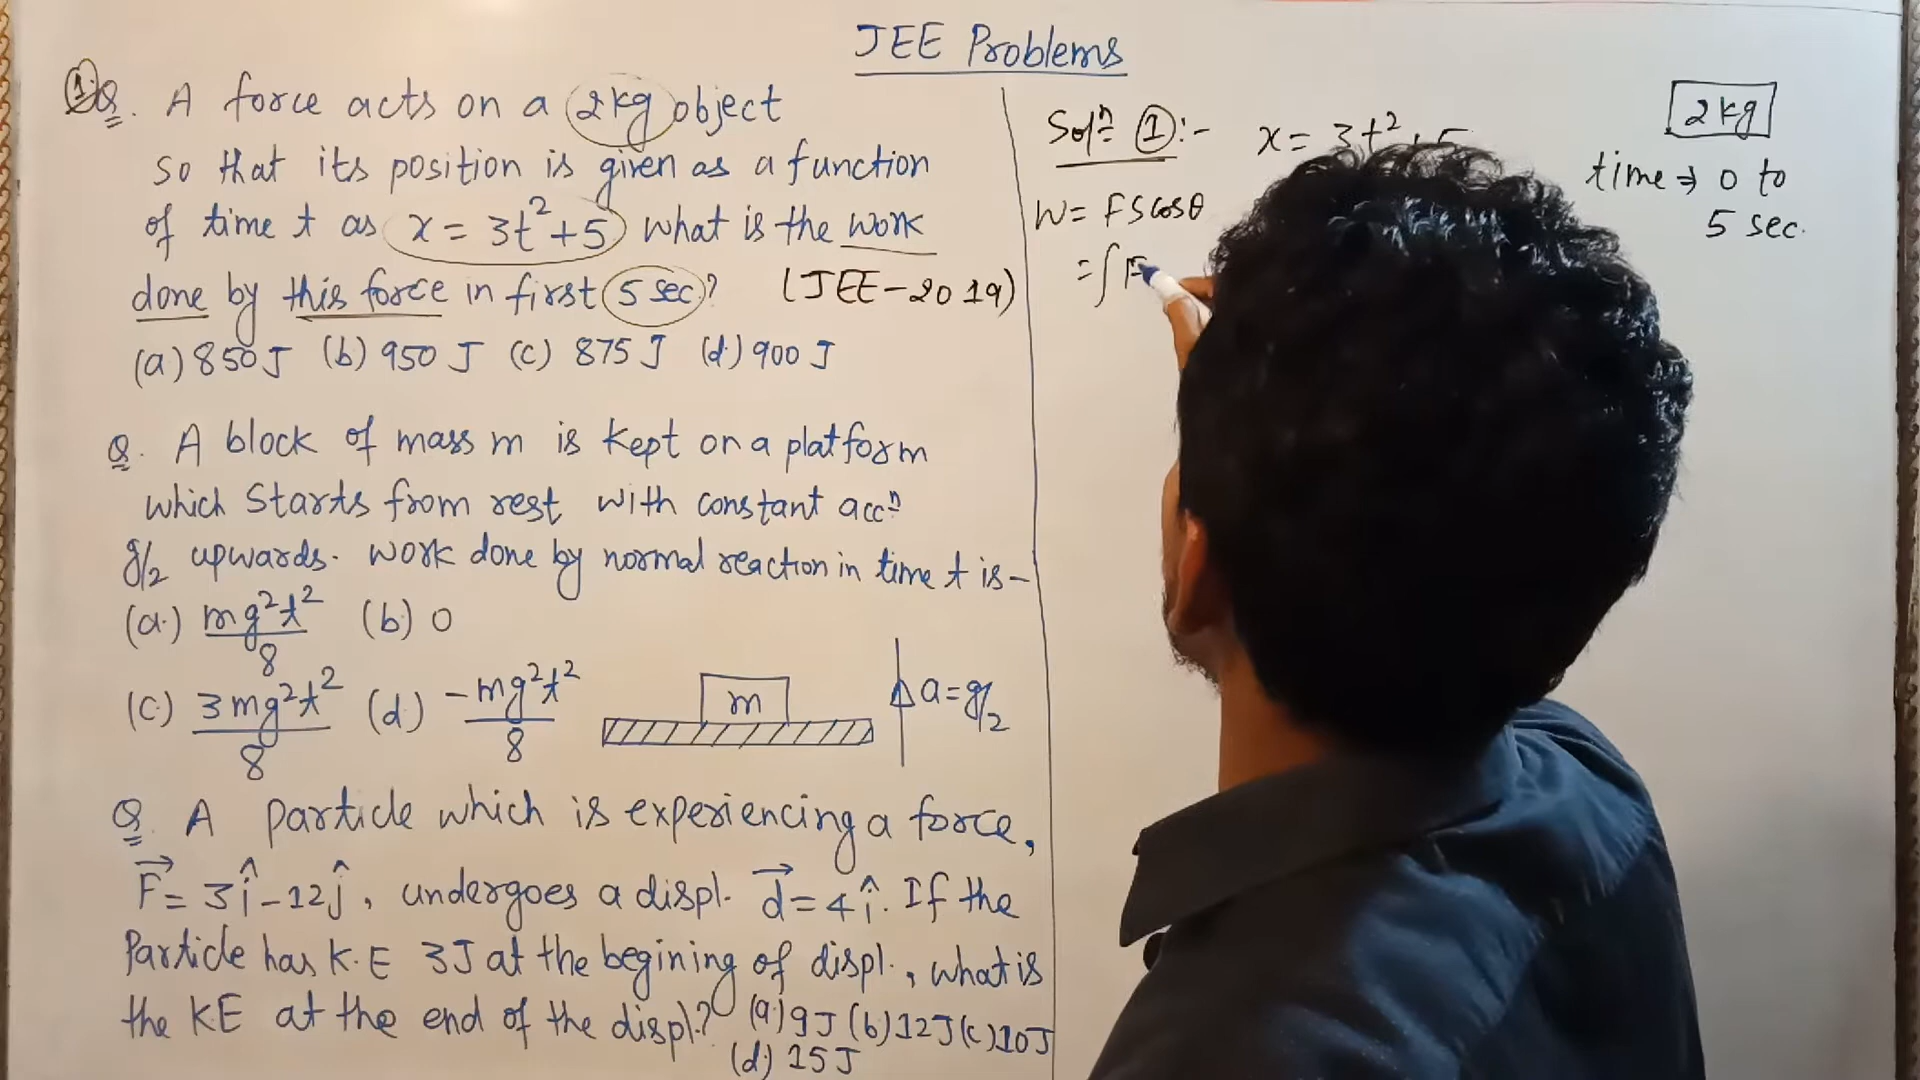 JEE Problems
① Q. A force acts on a 2kg object
so that its position is given as a function
of time t as x = 3t²+5 what is the work
done by this force in first 5 sec? (JEE-2019)
(a) 850 J (b) 950 J (c) 875 J (d) 900 J
Q. A block of mass m is kept on a platform
which starts from rest with constant accⁿ
g/2 upwards. work done by normal reaction in time t is -
(a.) mg²t²/8 (b) 0
(c) 3mg²t²/8 (d) -mg²t²/8
m
a = g/2
Q. A particle which is experiencing a force,
F⃗ = 3î-12ĵ, undergoes a displ. d⃗ = 4î. If the
Particle has K.E 3J at the begining of displ., what is
the KE at the end of the displ.? (a) 9J (b) 12J (c) 10J
(d) 15J
Solⁿ ① :- x = 3t²+5
W = FS cosθ
= ∫ F
2kg
time ⇒ 0 to
5 sec.